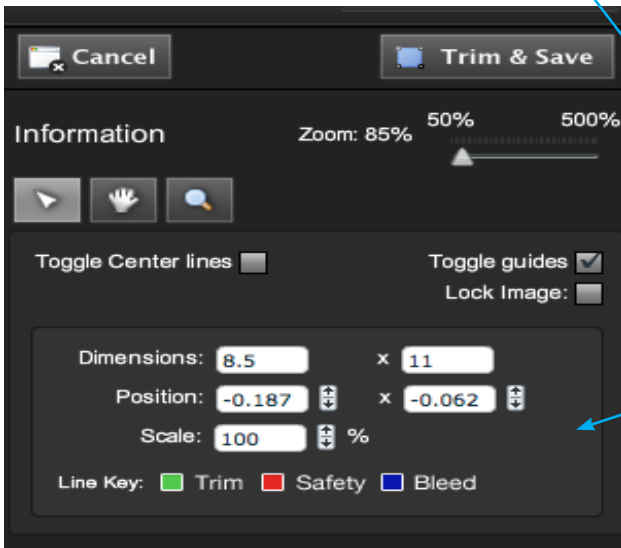 Cancel Trim & Save
Information Zoom: 85% 50% 500%
Toggle Center lines Toggle guides
Lock Image:
Dimensions: 8.5 x 11
Position: -0.187 x -0.062
Scale: 100 %
Line Key: Trim Safety Bleed